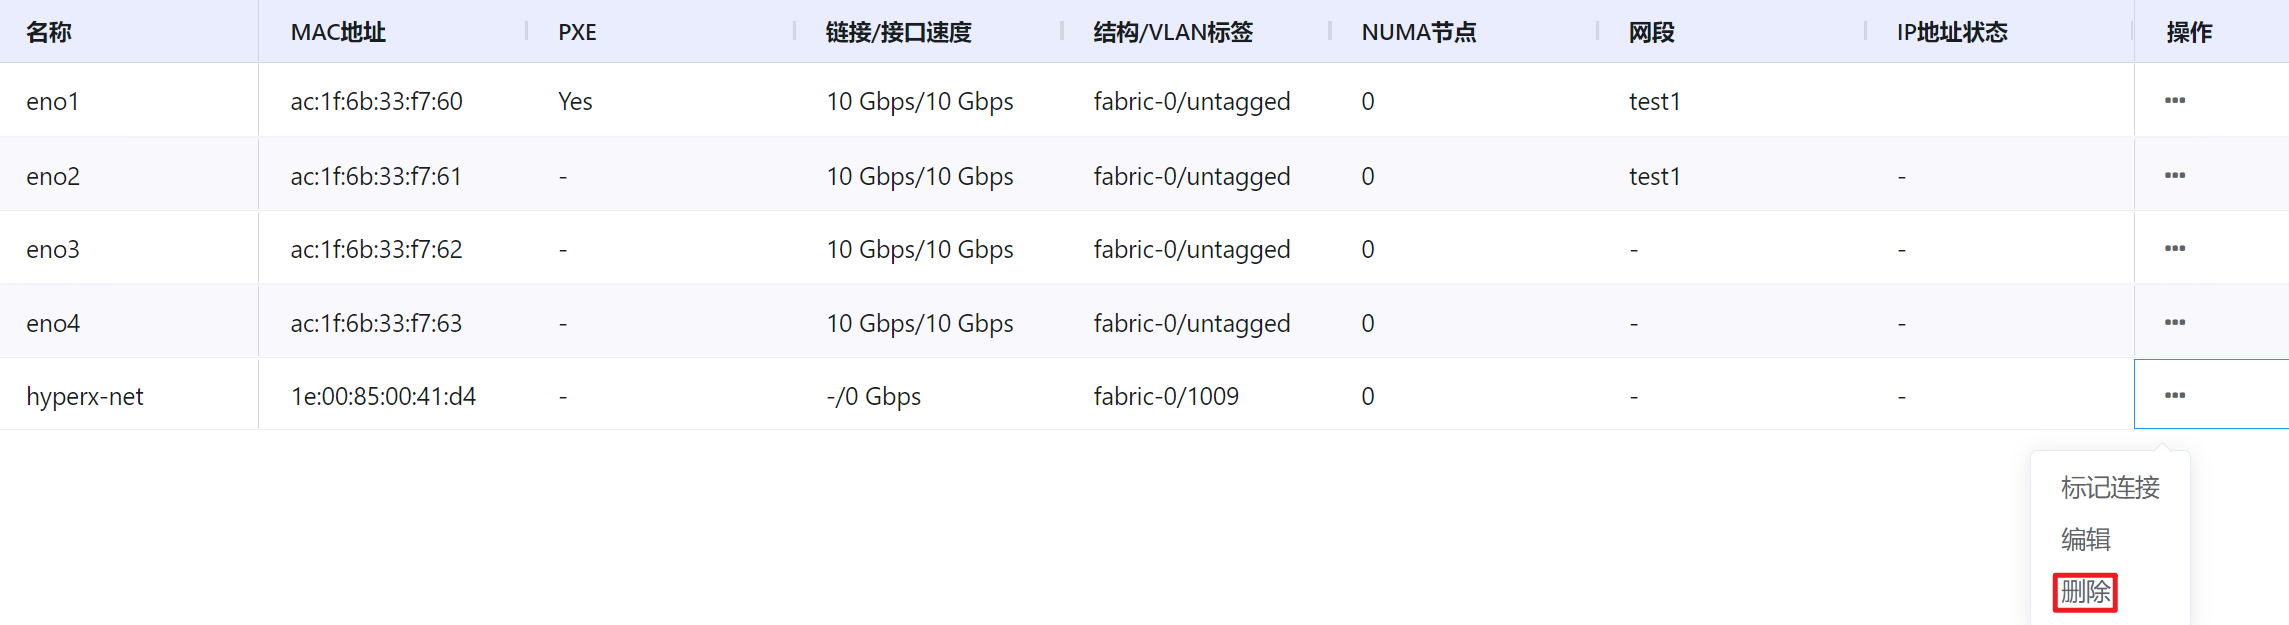 名称 MAC地址 PXE 链接/接口速度 结构/VLAN标签 NUMA节点 网段 IP地址状态 操作
eno1 ac:1f:6b:33:f7:60 Yes 10 Gbps/10 Gbps fabric-0/untagged 0 test1 •••
eno2 ac:1f:6b:33:f7:61 - 10 Gbps/10 Gbps fabric-0/untagged 0 test1 - •••
eno3 ac:1f:6b:33:f7:62 - 10 Gbps/10 Gbps fabric-0/untagged 0 - - •••
eno4 ac:1f:6b:33:f7:63 - 10 Gbps/10 Gbps fabric-0/untagged 0 - - •••
hyperx-net 1e:00:85:00:41:d4 - -/0 Gbps fabric-0/1009 0 - - •••
标记连接
编辑
删除